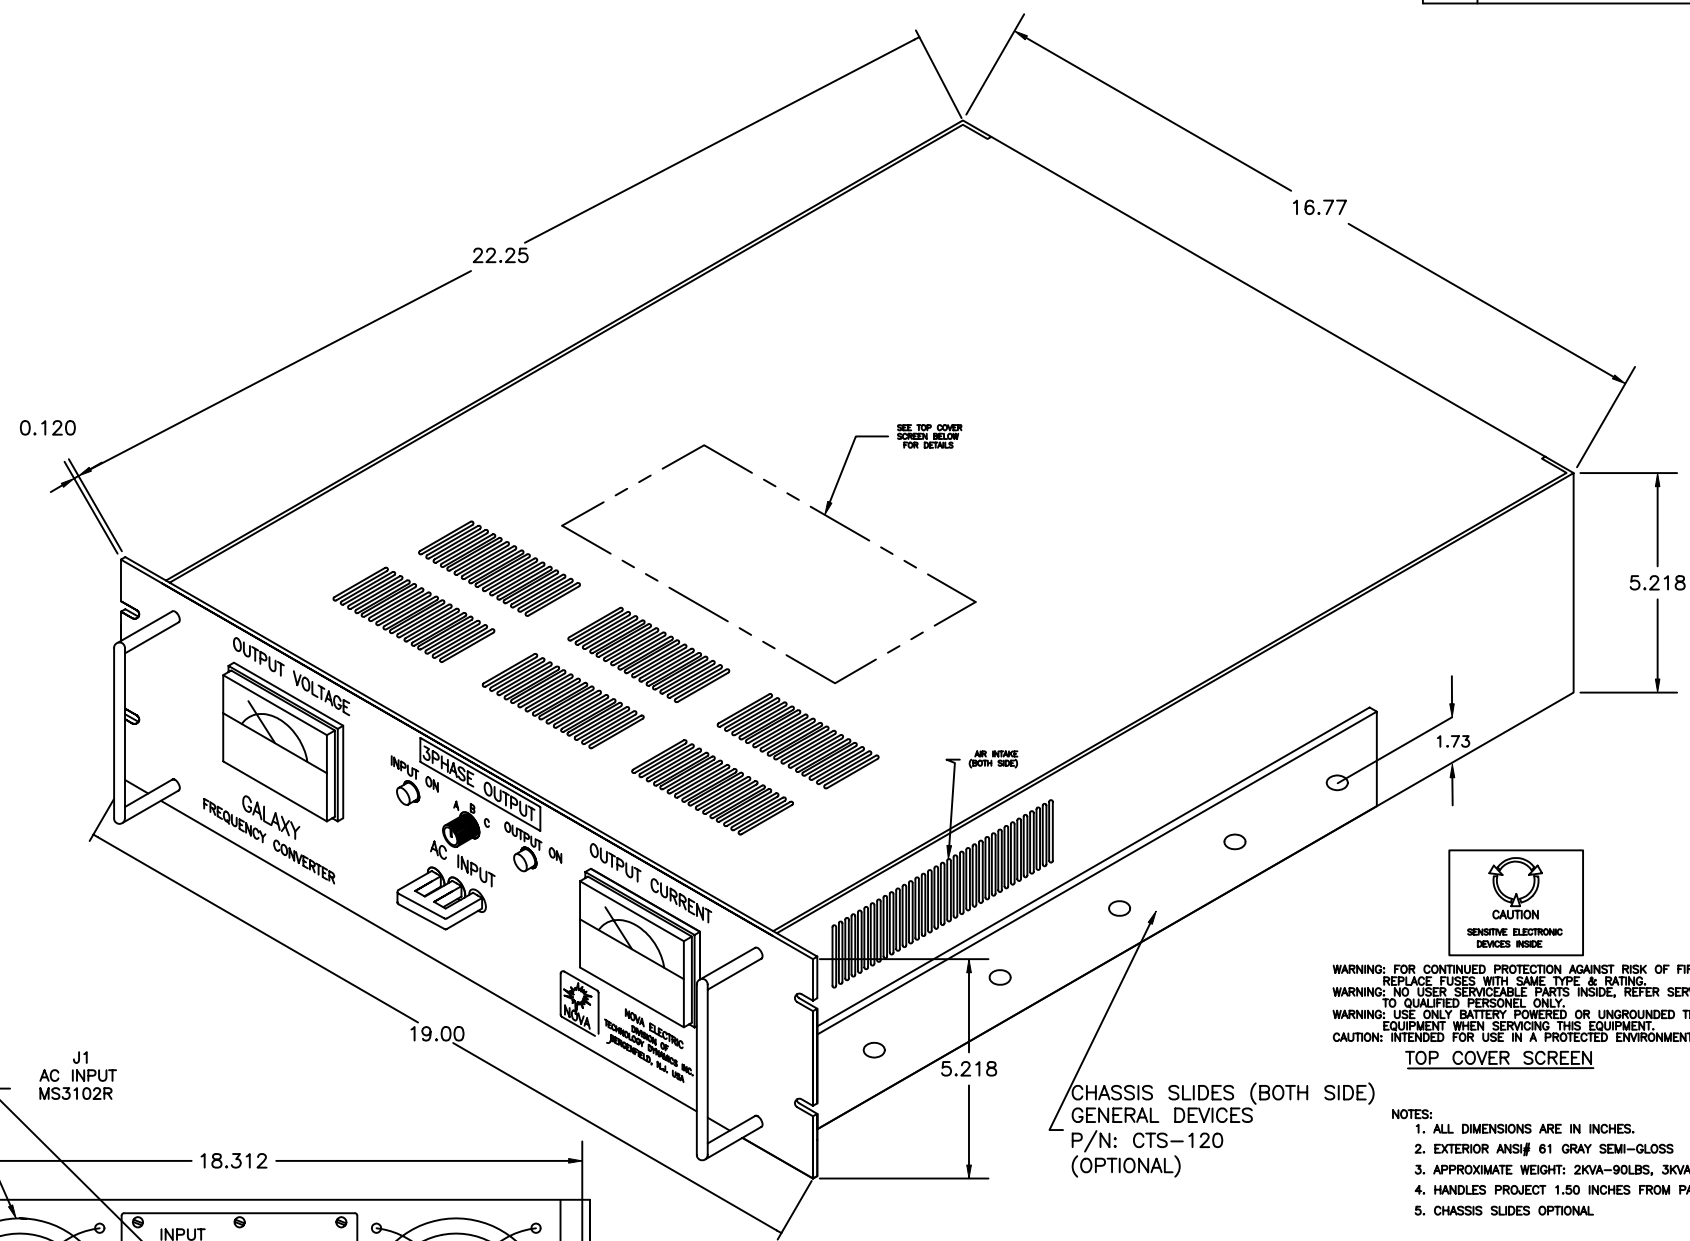 16.77
22.25
0.120
SEE TOP COVER
SCREEN BELOW
FOR DETAILS
5.218
OUTPUT VOLTAGE
3PHASE OUTPUT
INPUT ON
A B C
OUTPUT ON
AC INPUT
GALAXY
FREQUENCY CONVERTER
OUTPUT CURRENT
AIR INTAKE
(BOTH SIDE)
1.73
NOVA
NOVA ELECTRIC
DIVISION OF
TECHNOLOGY DYNAMICS INC.
BERGENFIELD, N.J. USA
19.00
5.218
CAUTION
SENSITIVE ELECTRONIC
DEVICES INSIDE
WARNING: FOR CONTINUED PROTECTION AGAINST RISK OF
REPLACE FUSES WITH SAME TYPE & RATING.
WARNING: NO USER SERVICEABLE PARTS INSIDE, REFER
TO QUALIFIED PERSONEL ONLY.
WARNING: USE ONLY BATTERY POWERED OR UNGROUNDED
EQUIPMENT WHEN SERVICING THIS EQUIPMENT.
CAUTION: INTENDED FOR USE IN A PROTECTED ENVIRONMENT
TOP COVER SCREEN
CHASSIS SLIDES (BOTH SIDE)
GENERAL DEVICES
P/N: CTS-120
(OPTIONAL)
NOTES:
1. ALL DIMENSIONS ARE IN INCHES.
2. EXTERIOR ANSI# 61 GRAY SEMI-GLOSS
3. APPROXIMATE WEIGHT: 2KVA-90LBS, 3KVA
4. HANDLES PROJECT 1.50 INCHES FROM
5. CHASSIS SLIDES OPTIONAL
J1
AC INPUT
MS3102R
18.312
INPUT